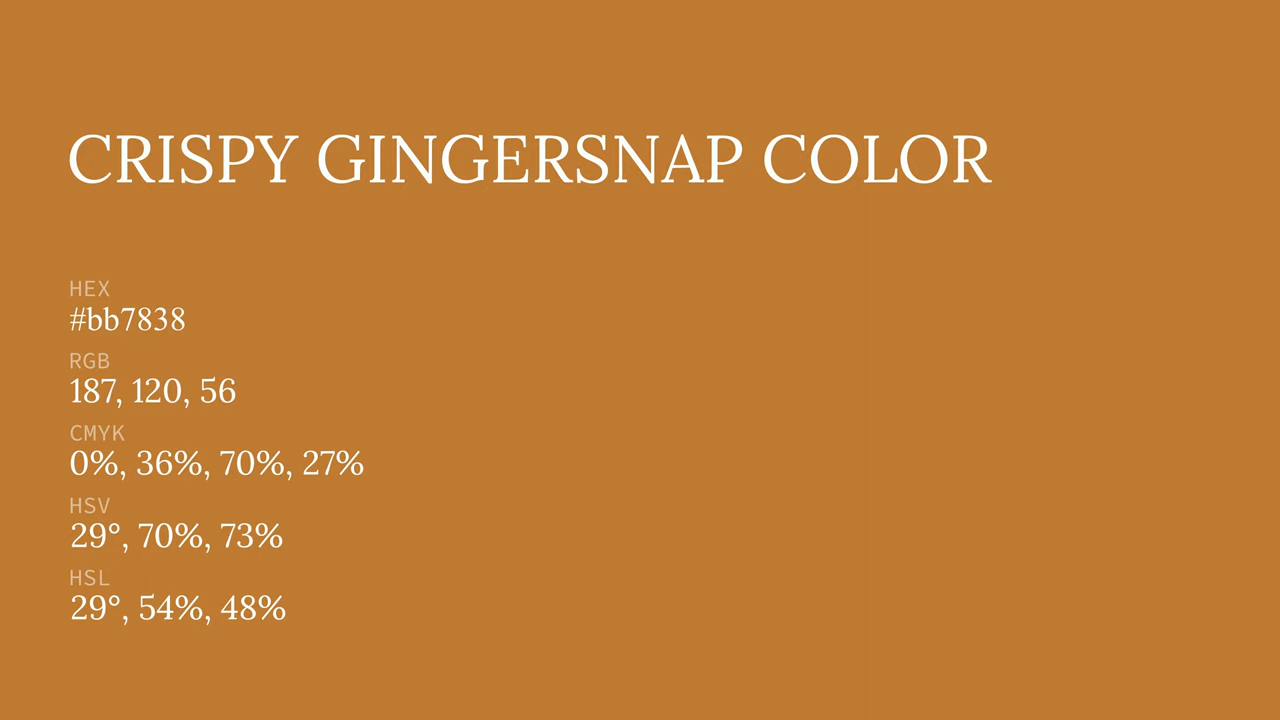 CRISPY GINGERSNAP COLOR
HEX
#bb7838
RGB
187, 120, 56
CMYK
0%, 36%, 70%, 27%
HSV
29°, 70%, 73%
HSL
29°, 54%, 48%